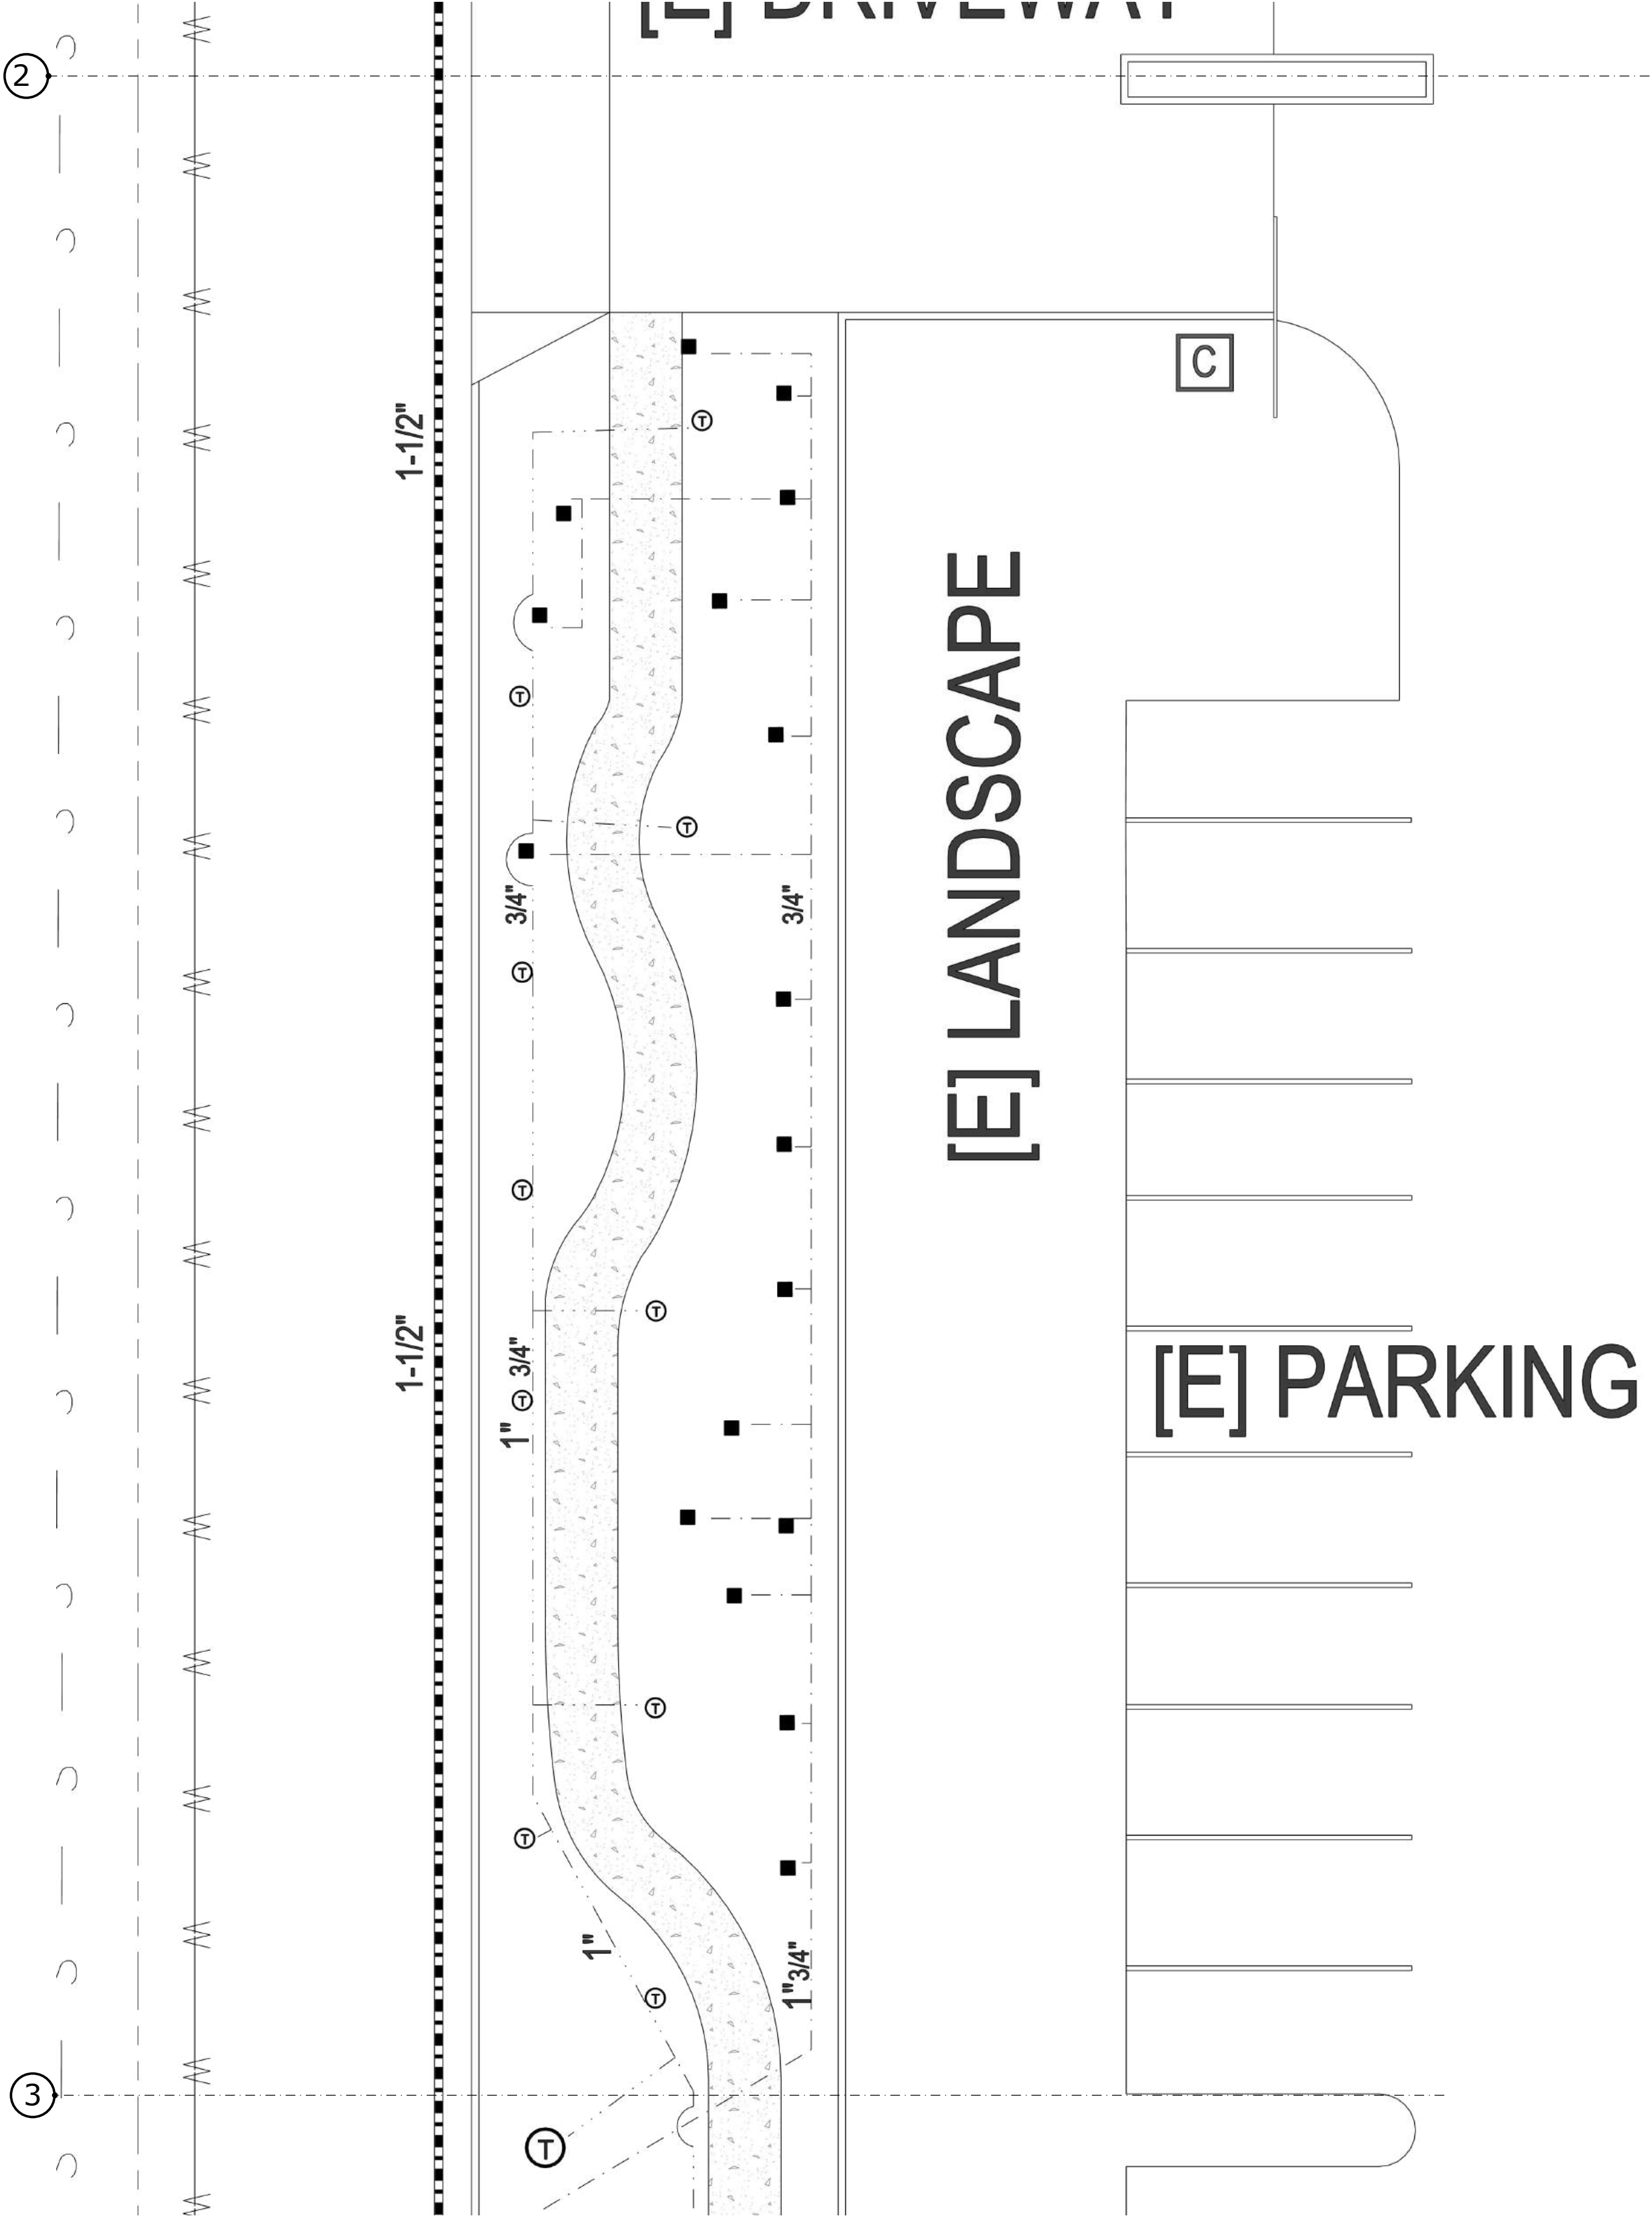 [E] DRIVEWAY
2
C
1-1/2"
T
T
[E] LANDSCAPE
T
3/4"
3/4"
T
T
T
1-1/2"
3/4"
[E] PARKING
T
1"
T
T
1"
3/4"
1"
T
3
T